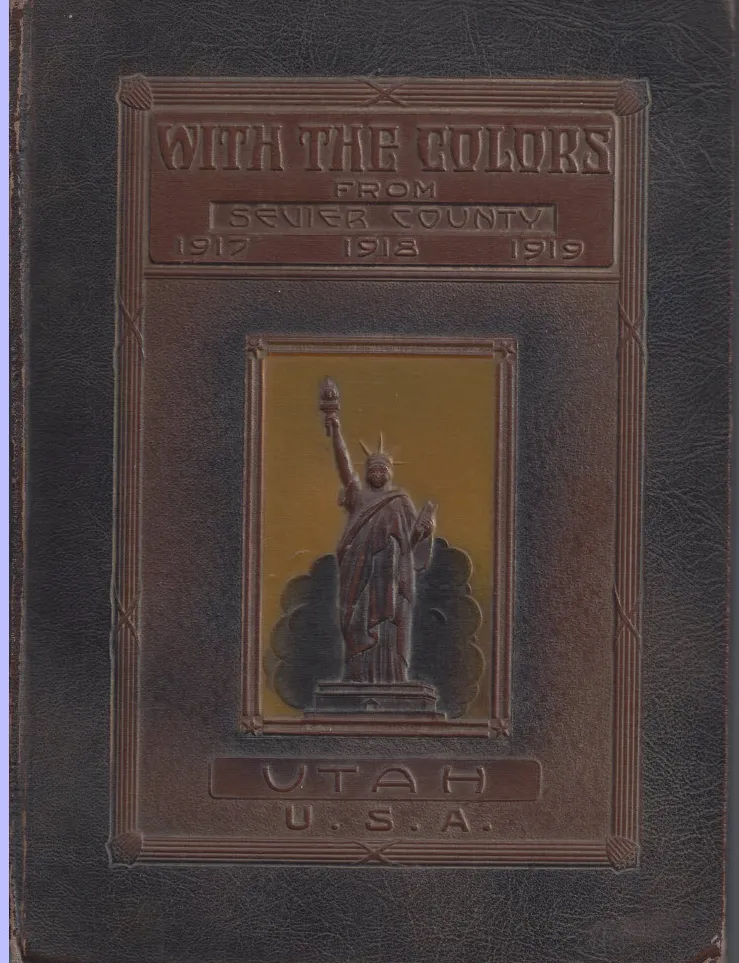 WITH THE COLORS
FROM
SEVIER COUNTY
1917 1918 1919
UTAH
U. S. A.